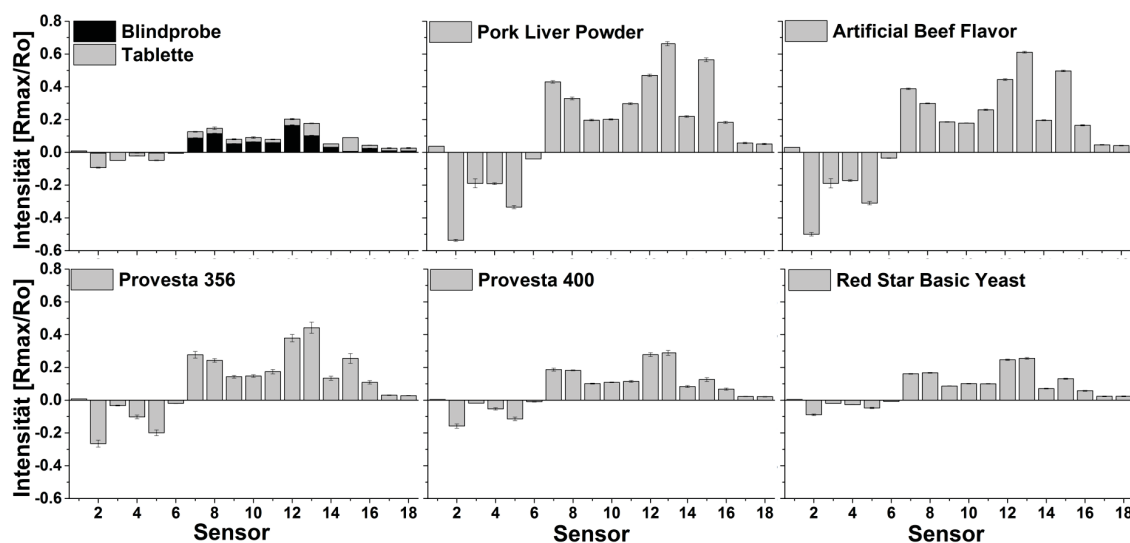 Intensität [Rmax/Ro]
0.8
0.6
0.4
0.2
0.0
-0.2
-0.4
-0.6
Blindprobe
Tablette
Pork Liver Powder
Artificial Beef Flavor
Intensität [Rmax/Ro]
0.8
0.4
0.2
0.0
-0.2
-0.4
-0.6
Provesta 356
Provesta 400
Red Star Basic Yeast
2 4 6 8 10 12 14 16 18
2 4 6 8 10 12 14 16 18
2 4 6 8 10 12 14 16 18
Sensor
Sensor
Sensor